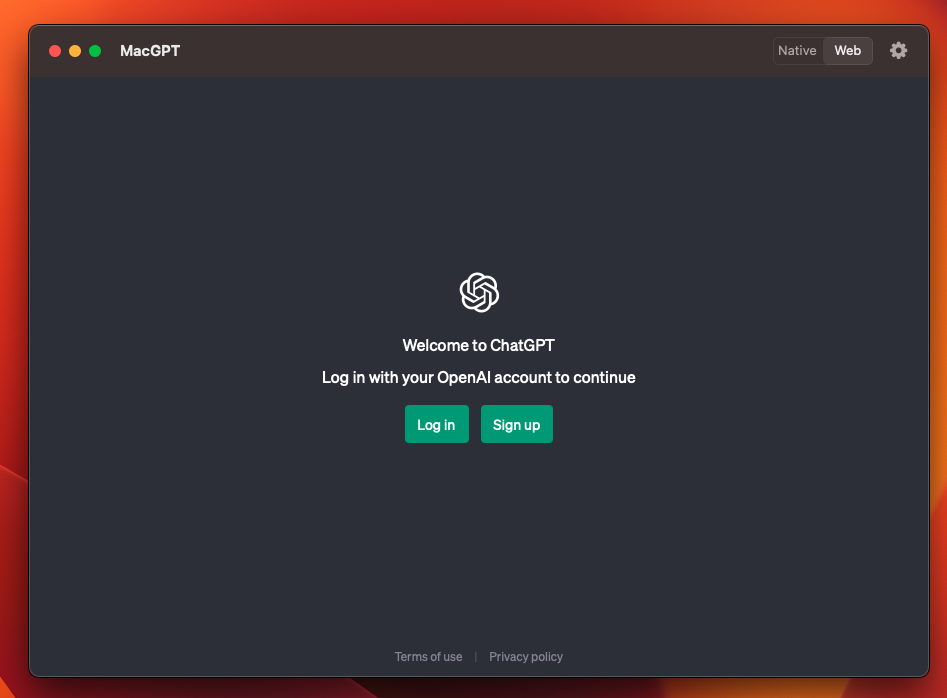 MacGPT
Native Web
Welcome to ChatGPT
Log in with your OpenAI account to continue
Log in Sign up
Terms of use | Privacy policy